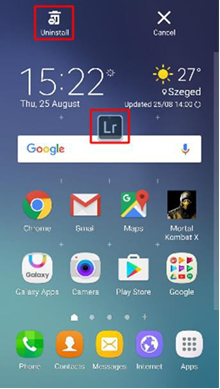 Uninstall
Cancel
15:22
27°
Szeged
Thu, 25 August
Updated 25/08 14:00
Lr
Google
Chrome
Gmail
Maps
Mortal
Kombat X
Galaxy
Galaxy Apps
Camera
Play Store
Google
Phone
Contacts
Messages
Internet
Apps